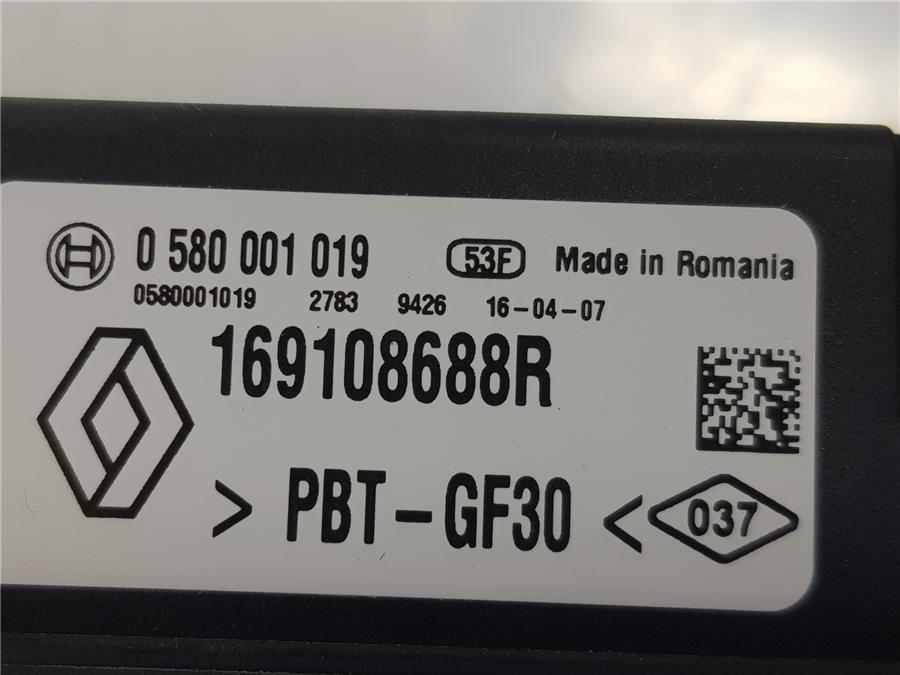 0 580 001 019 53F Made in Romania
0580001019 2783 9426 16-04-07
169108688R
> PBT-GF30 < 037